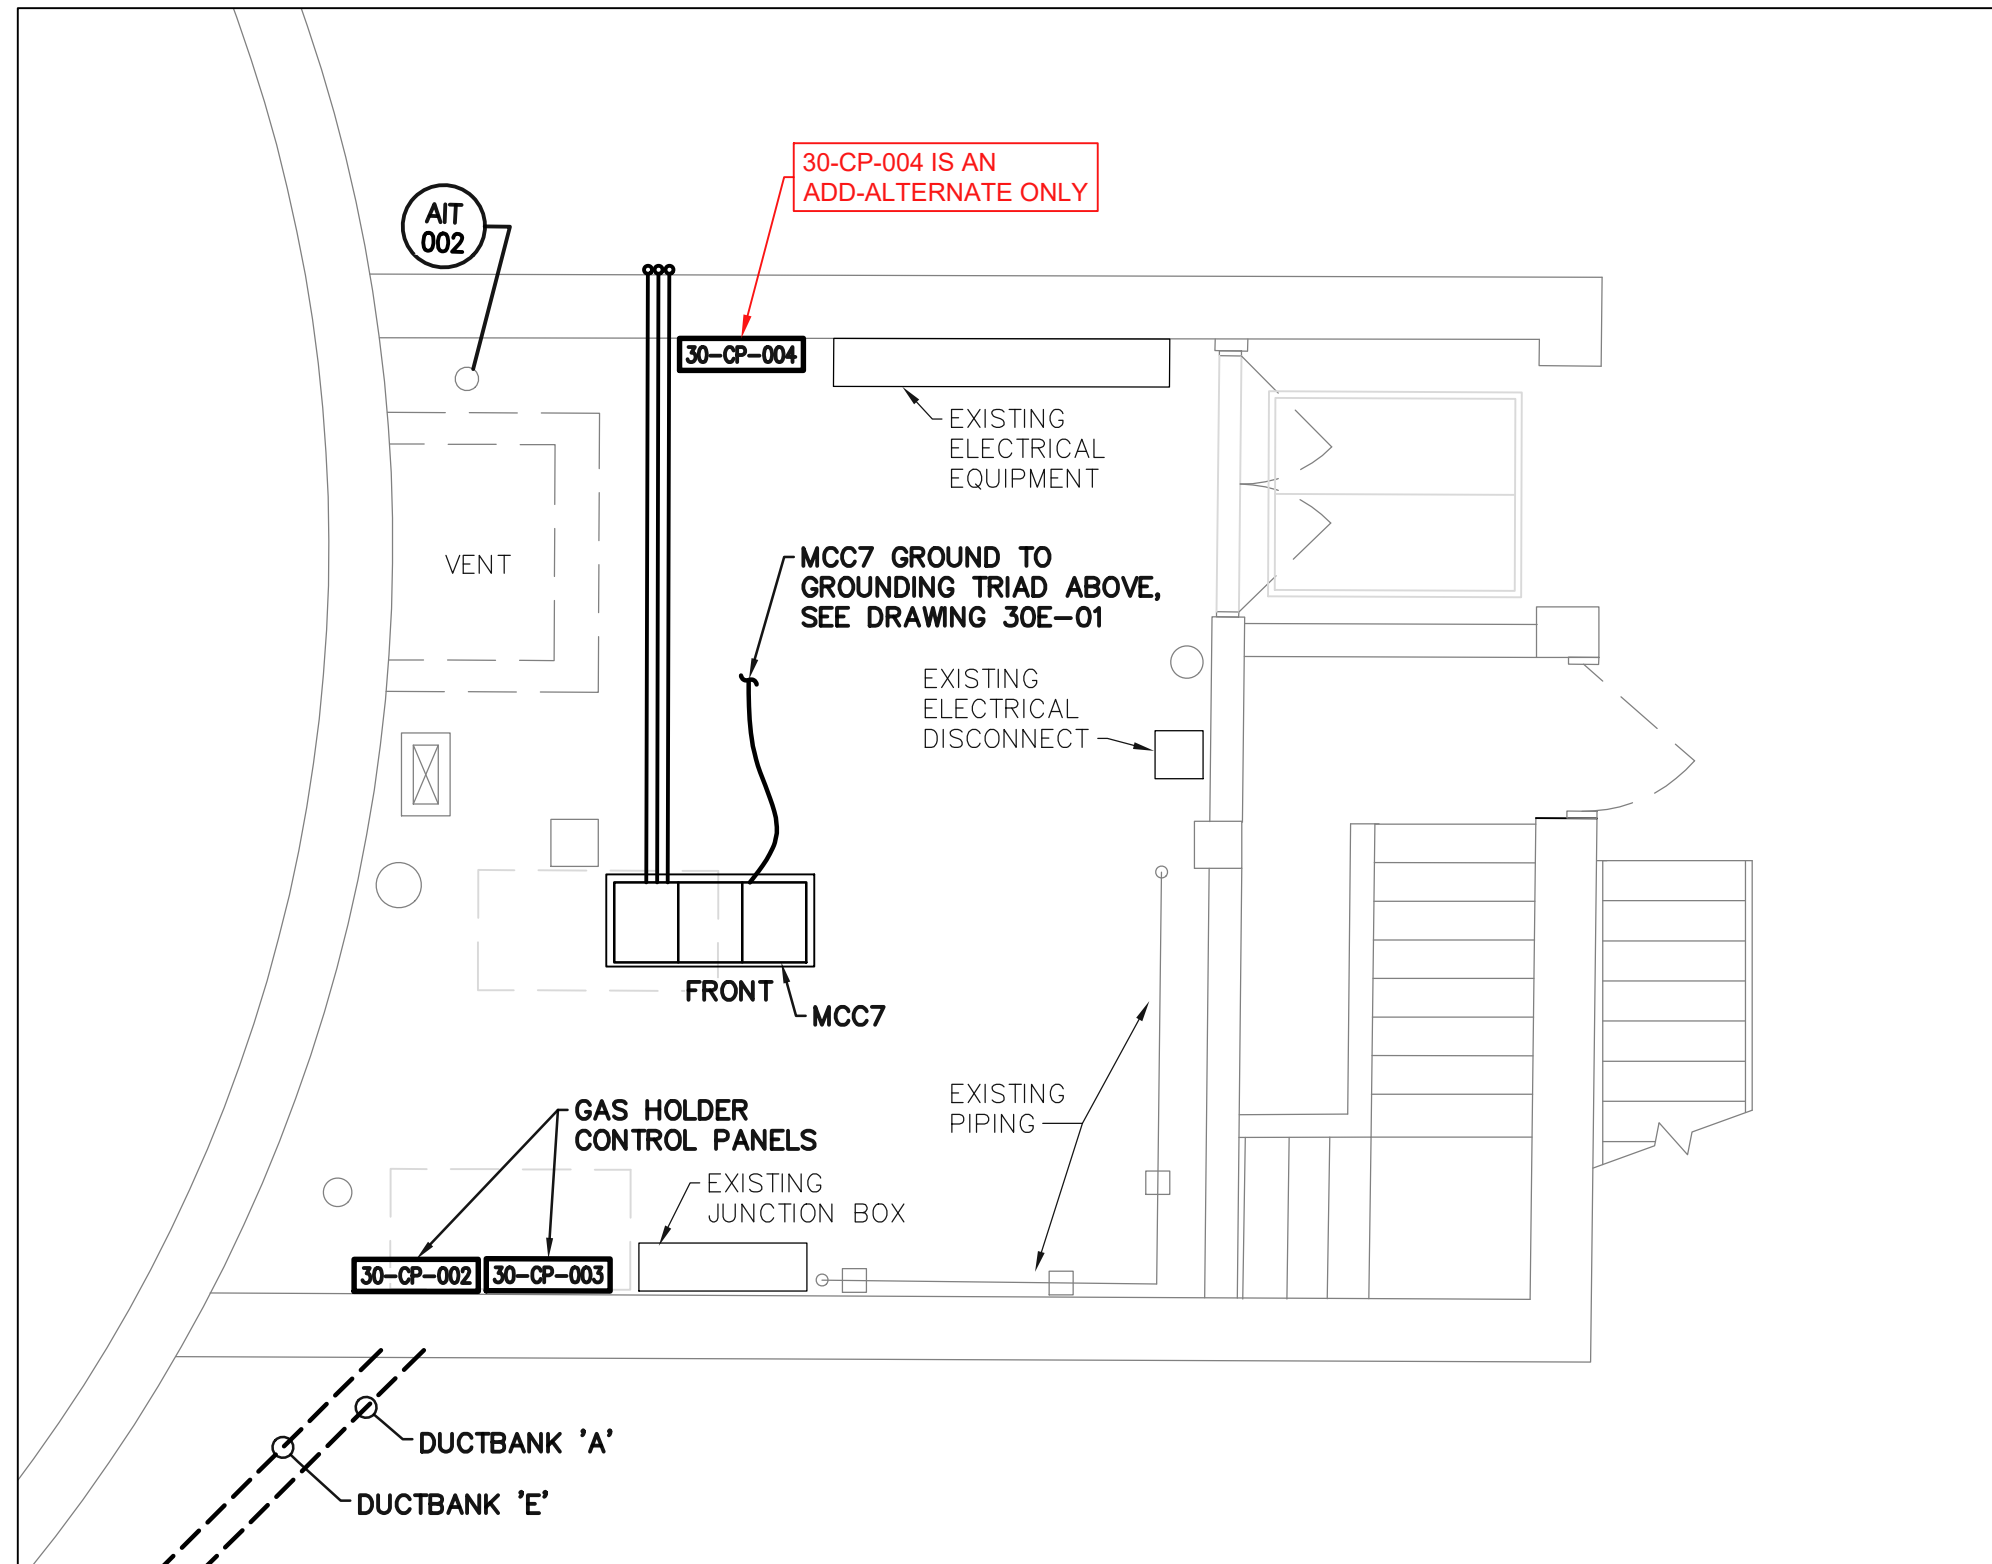 30-CP-004 IS AN
ADD-ALTERNATE ONLY
AIT
002
30-CP-004
EXISTING
ELECTRICAL
EQUIPMENT
VENT
MCC7 GROUND TO
GROUNDING TRIAD ABOVE,
SEE DRAWING 30E-01
EXISTING
ELECTRICAL
DISCONNECT
FRONT
MCC7
GAS HOLDER
CONTROL PANELS
EXISTING
PIPING
EXISTING
JUNCTION BOX
30-CP-002
30-CP-003
DUCTBANK 'A'
DUCTBANK 'E'